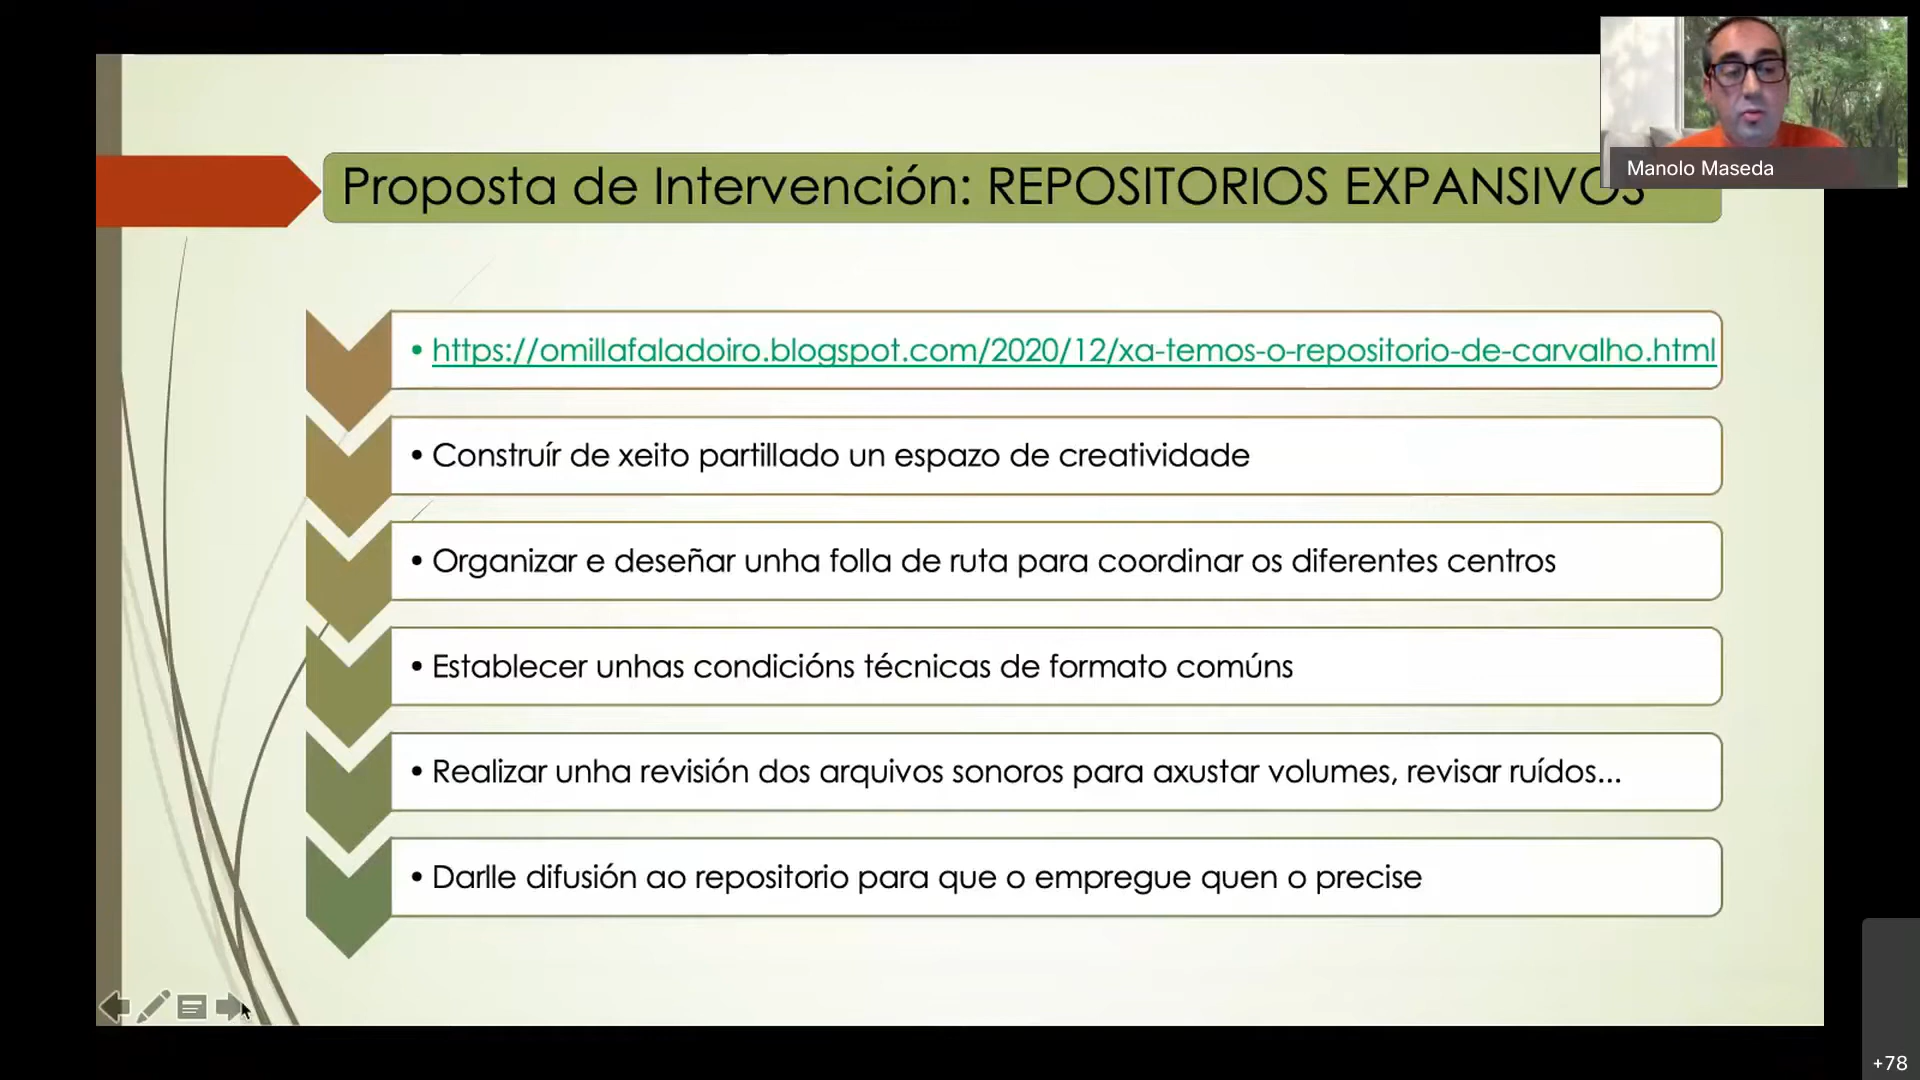 Manolo Maseda
Proposta de Intervención: REPOSITORIOS EXPANSIVOS
• https://omillafaladoiro.blogspot.com/2020/12/xa-temos-o-repositorio-de-carvalho.html
• Construír de xeito partillado un espazo de creatividade
• Organizar e deseñar unha folla de ruta para coordinar os diferentes centros
• Establecer unhas condicións técnicas de formato comúns
• Realizar unha revisión dos arquivos sonoros para axustar volumes, revisar ruídos...
• Darlle difusión ao repositorio para que o empregue quen o precise
+78